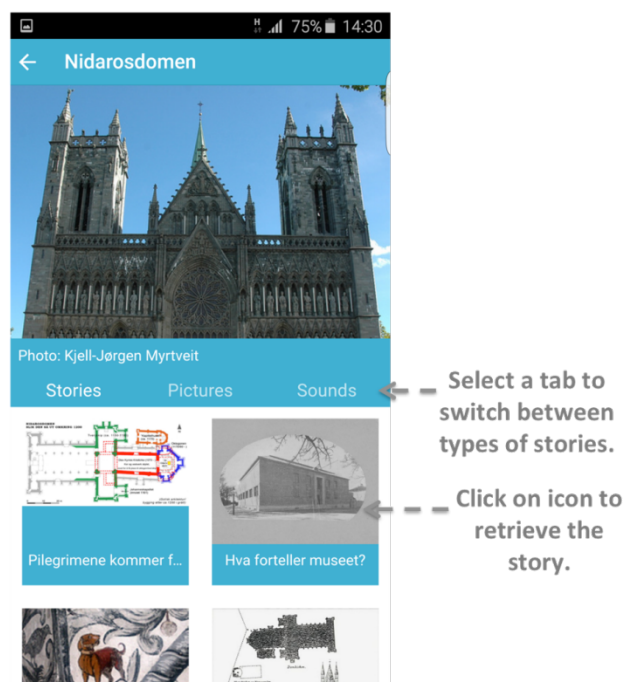 H 75% 14:30
Nidarosdomen
Photo: Kjell-Jørgen Myrtveit
Stories Pictures Sounds
Select a tab to
switch between
types of stories.
Click on icon to
retrieve the
story.
Pilegrimene kommer f... Hva forteller museet?